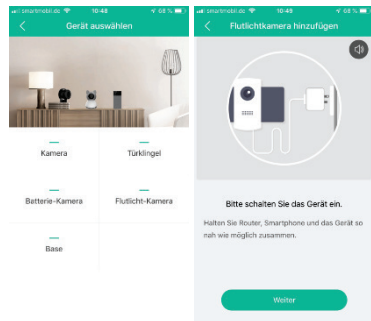 smartmobil.de 10:48 68 %
Gerät auswählen
Kamera Türklingel
Batterie-Kamera Flutlicht-Kamera
Base
smartmobil.de 10:49 68 %
Flutlichtkamera hinzufügen
Bitte schalten Sie das Gerät ein.
Halten Sie Router, Smartphone und das Gerät so
nah wie möglich zusammen.
Weiter